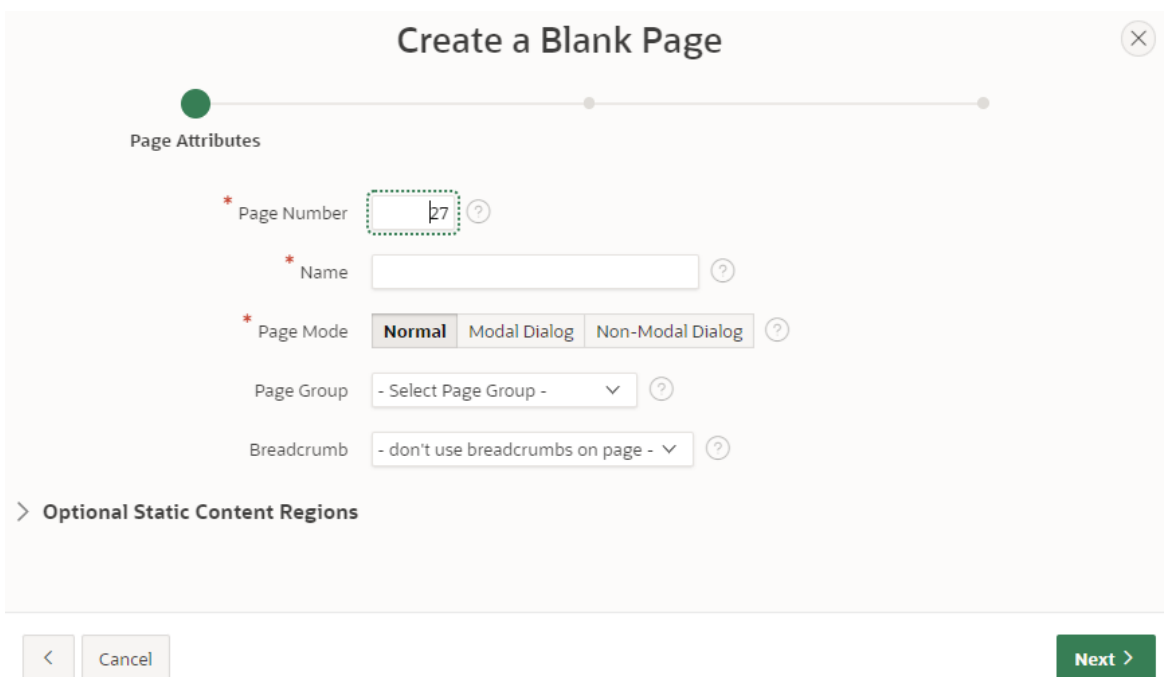 Create a Blank Page
Page Attributes
* Page Number 27 ?
* Name ?
* Page Mode Normal Modal Dialog Non-Modal Dialog ?
Page Group - Select Page Group - ?
Breadcrumb - don't use breadcrumbs on page - ?
Optional Static Content Regions
Cancel Next